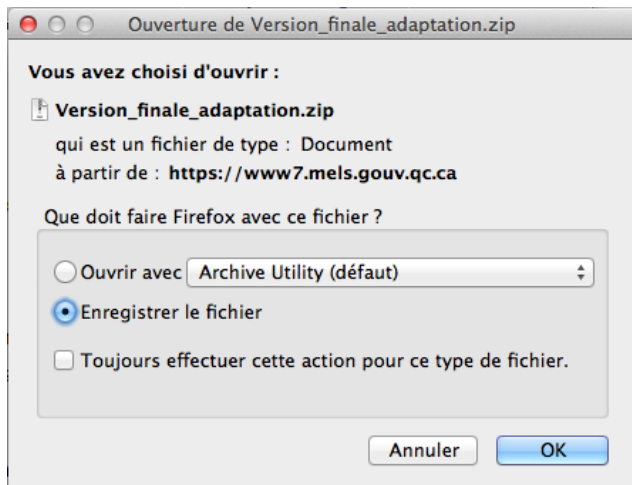 Ouverture de Version_finale_adaptation.zip
Vous avez choisi d'ouvrir :
Version_finale_adaptation.zip
qui est un fichier de type : Document
à partir de : https://www7.mels.gouv.qc.ca
Que doit faire Firefox avec ce fichier ?
Ouvrir avec Archive Utility (défaut)
Enregistrer le fichier
Toujours effectuer cette action pour ce type de fichier.
Annuler OK